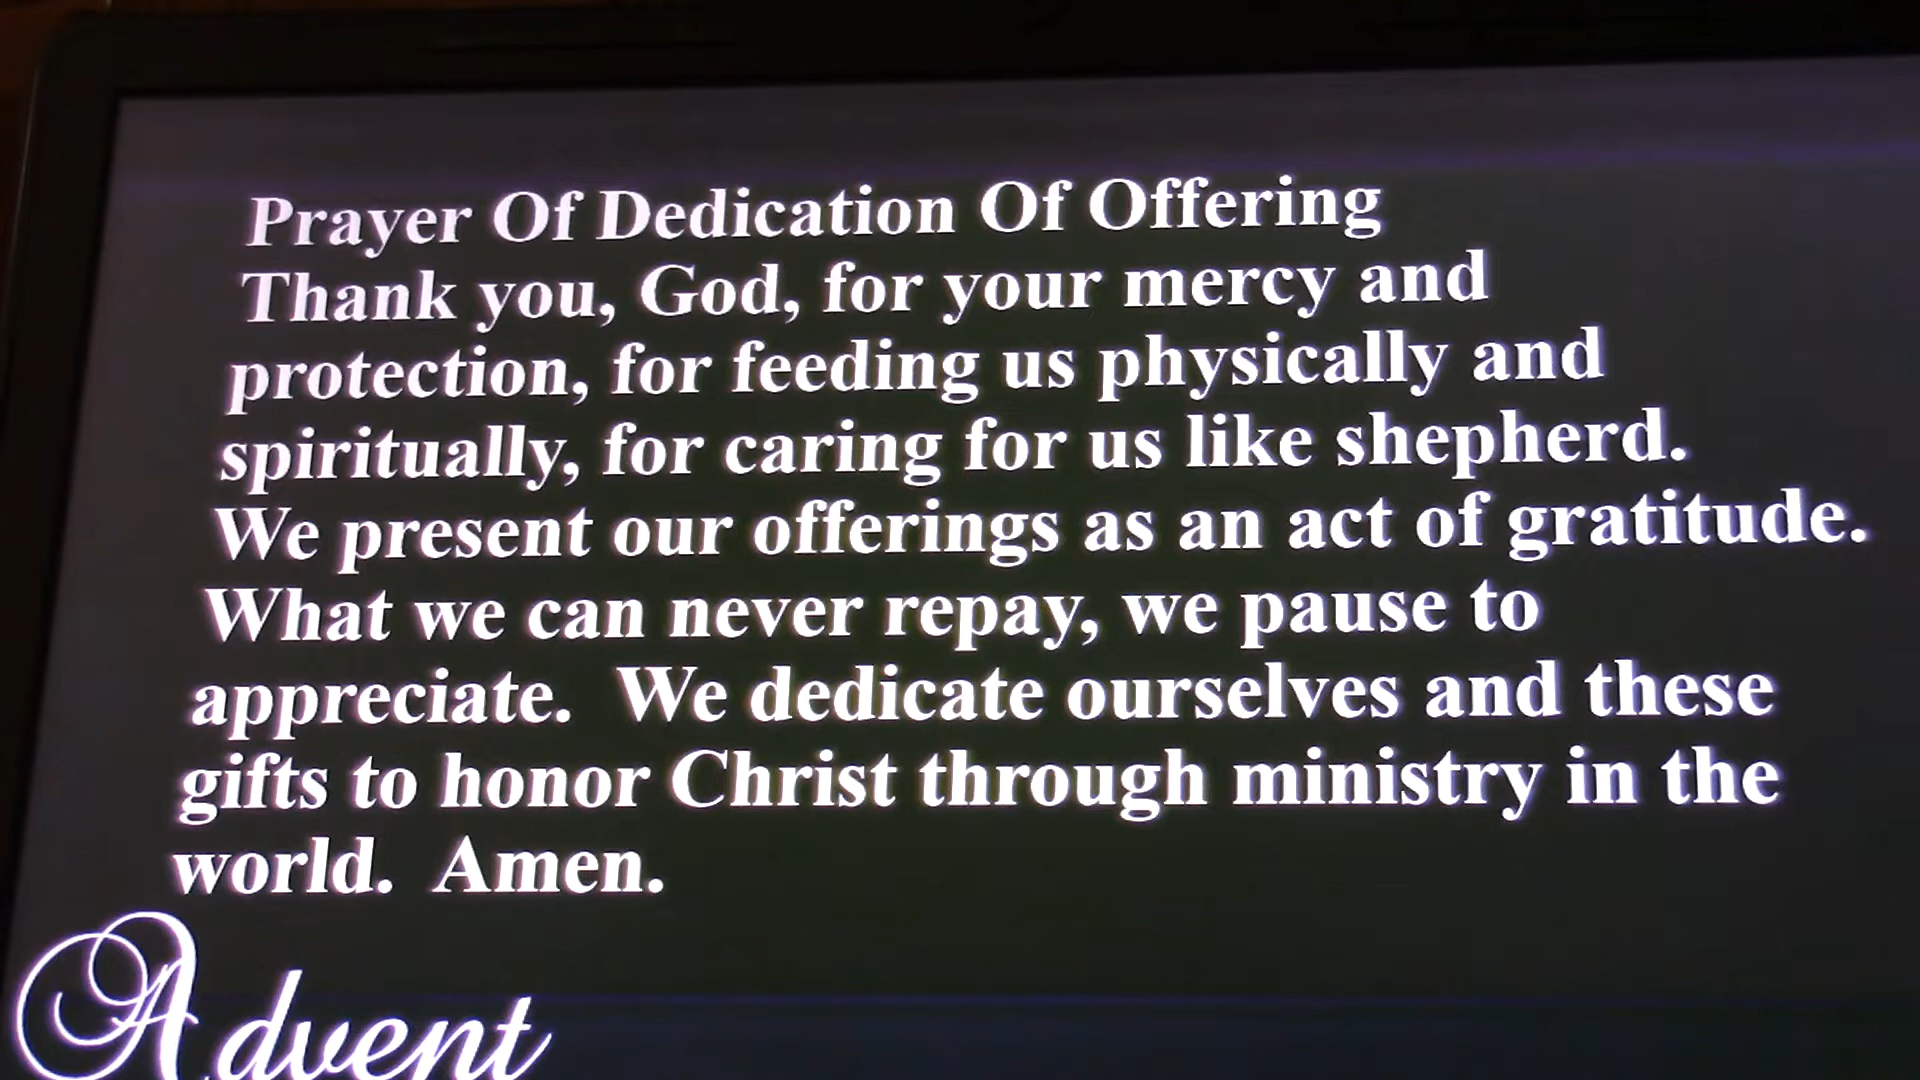 Prayer Of Dedication Of Offering
Thank you, God, for your mercy and
protection, for feeding us physically and
spiritually, for caring for us like shepherd.
We present our offerings as an act of gratitude.
What we can never repay, we pause to
appreciate.  We dedicate ourselves and these
gifts to honor Christ through ministry in the
world.  Amen.
Advent